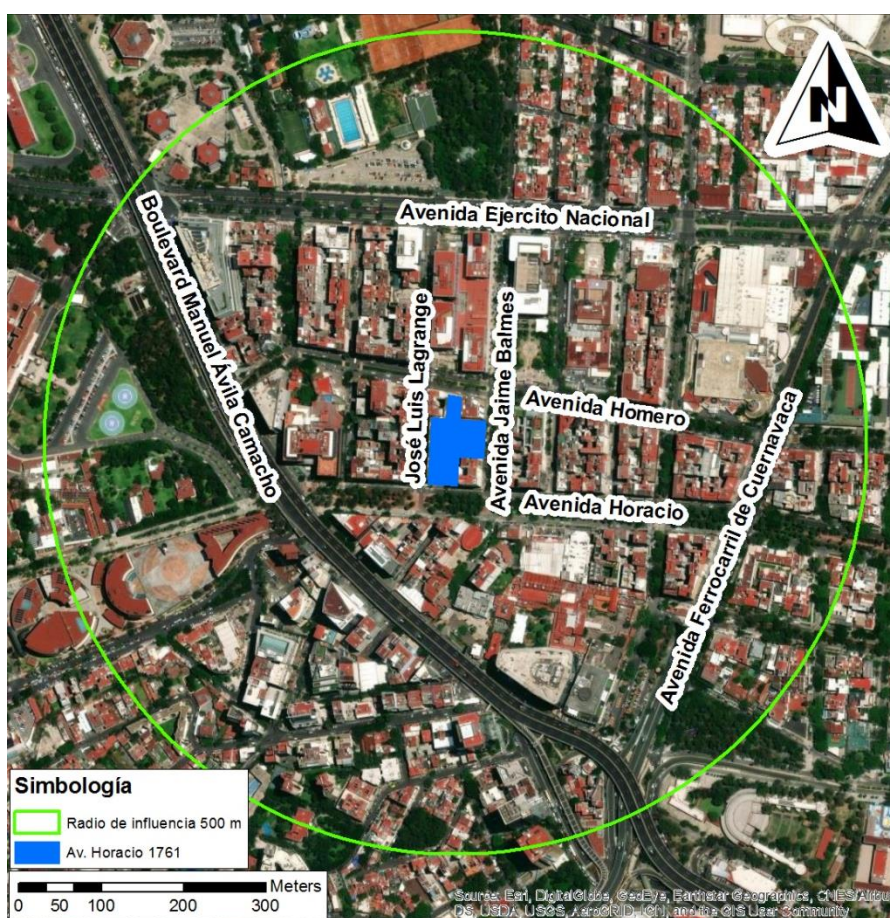 N
Avenida Ejercito Nacional
Boulevard Manuel Ávila Camacho
José Luis Lagrange
Avenida Jaime Balmes
Avenida Homero
Avenida Horacio
Avenida Ferrocarril de Cuernavaca
Simbología
Radio de influencia 500 m
Av. Horacio 1761
Meters
0 50 100 200 300
Source: Esri, DigitalGlobe, GeoEye, Earthstar Geographics, CNES/Airbus
DS, USDA, USGS, AeroGRID, IGN, and the GIS User Community